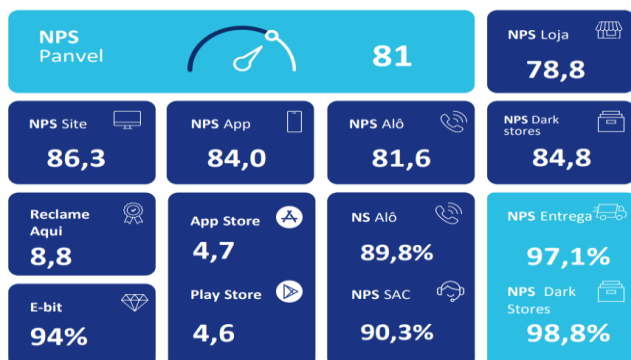 NPS
Panvel
81
NPS Loja
78,8
NPS Site
86,3
NPS App
84,0
NPS Alô
81,6
NPS Dark
stores
84,8
Reclame
Aqui
8,8
App Store
4,7
NS Alô
89,8%
NPS Entrega
97,1%
E-bit
94%
Play Store
4,6
NPS SAC
90,3%
NPS Dark
Stores
98,8%